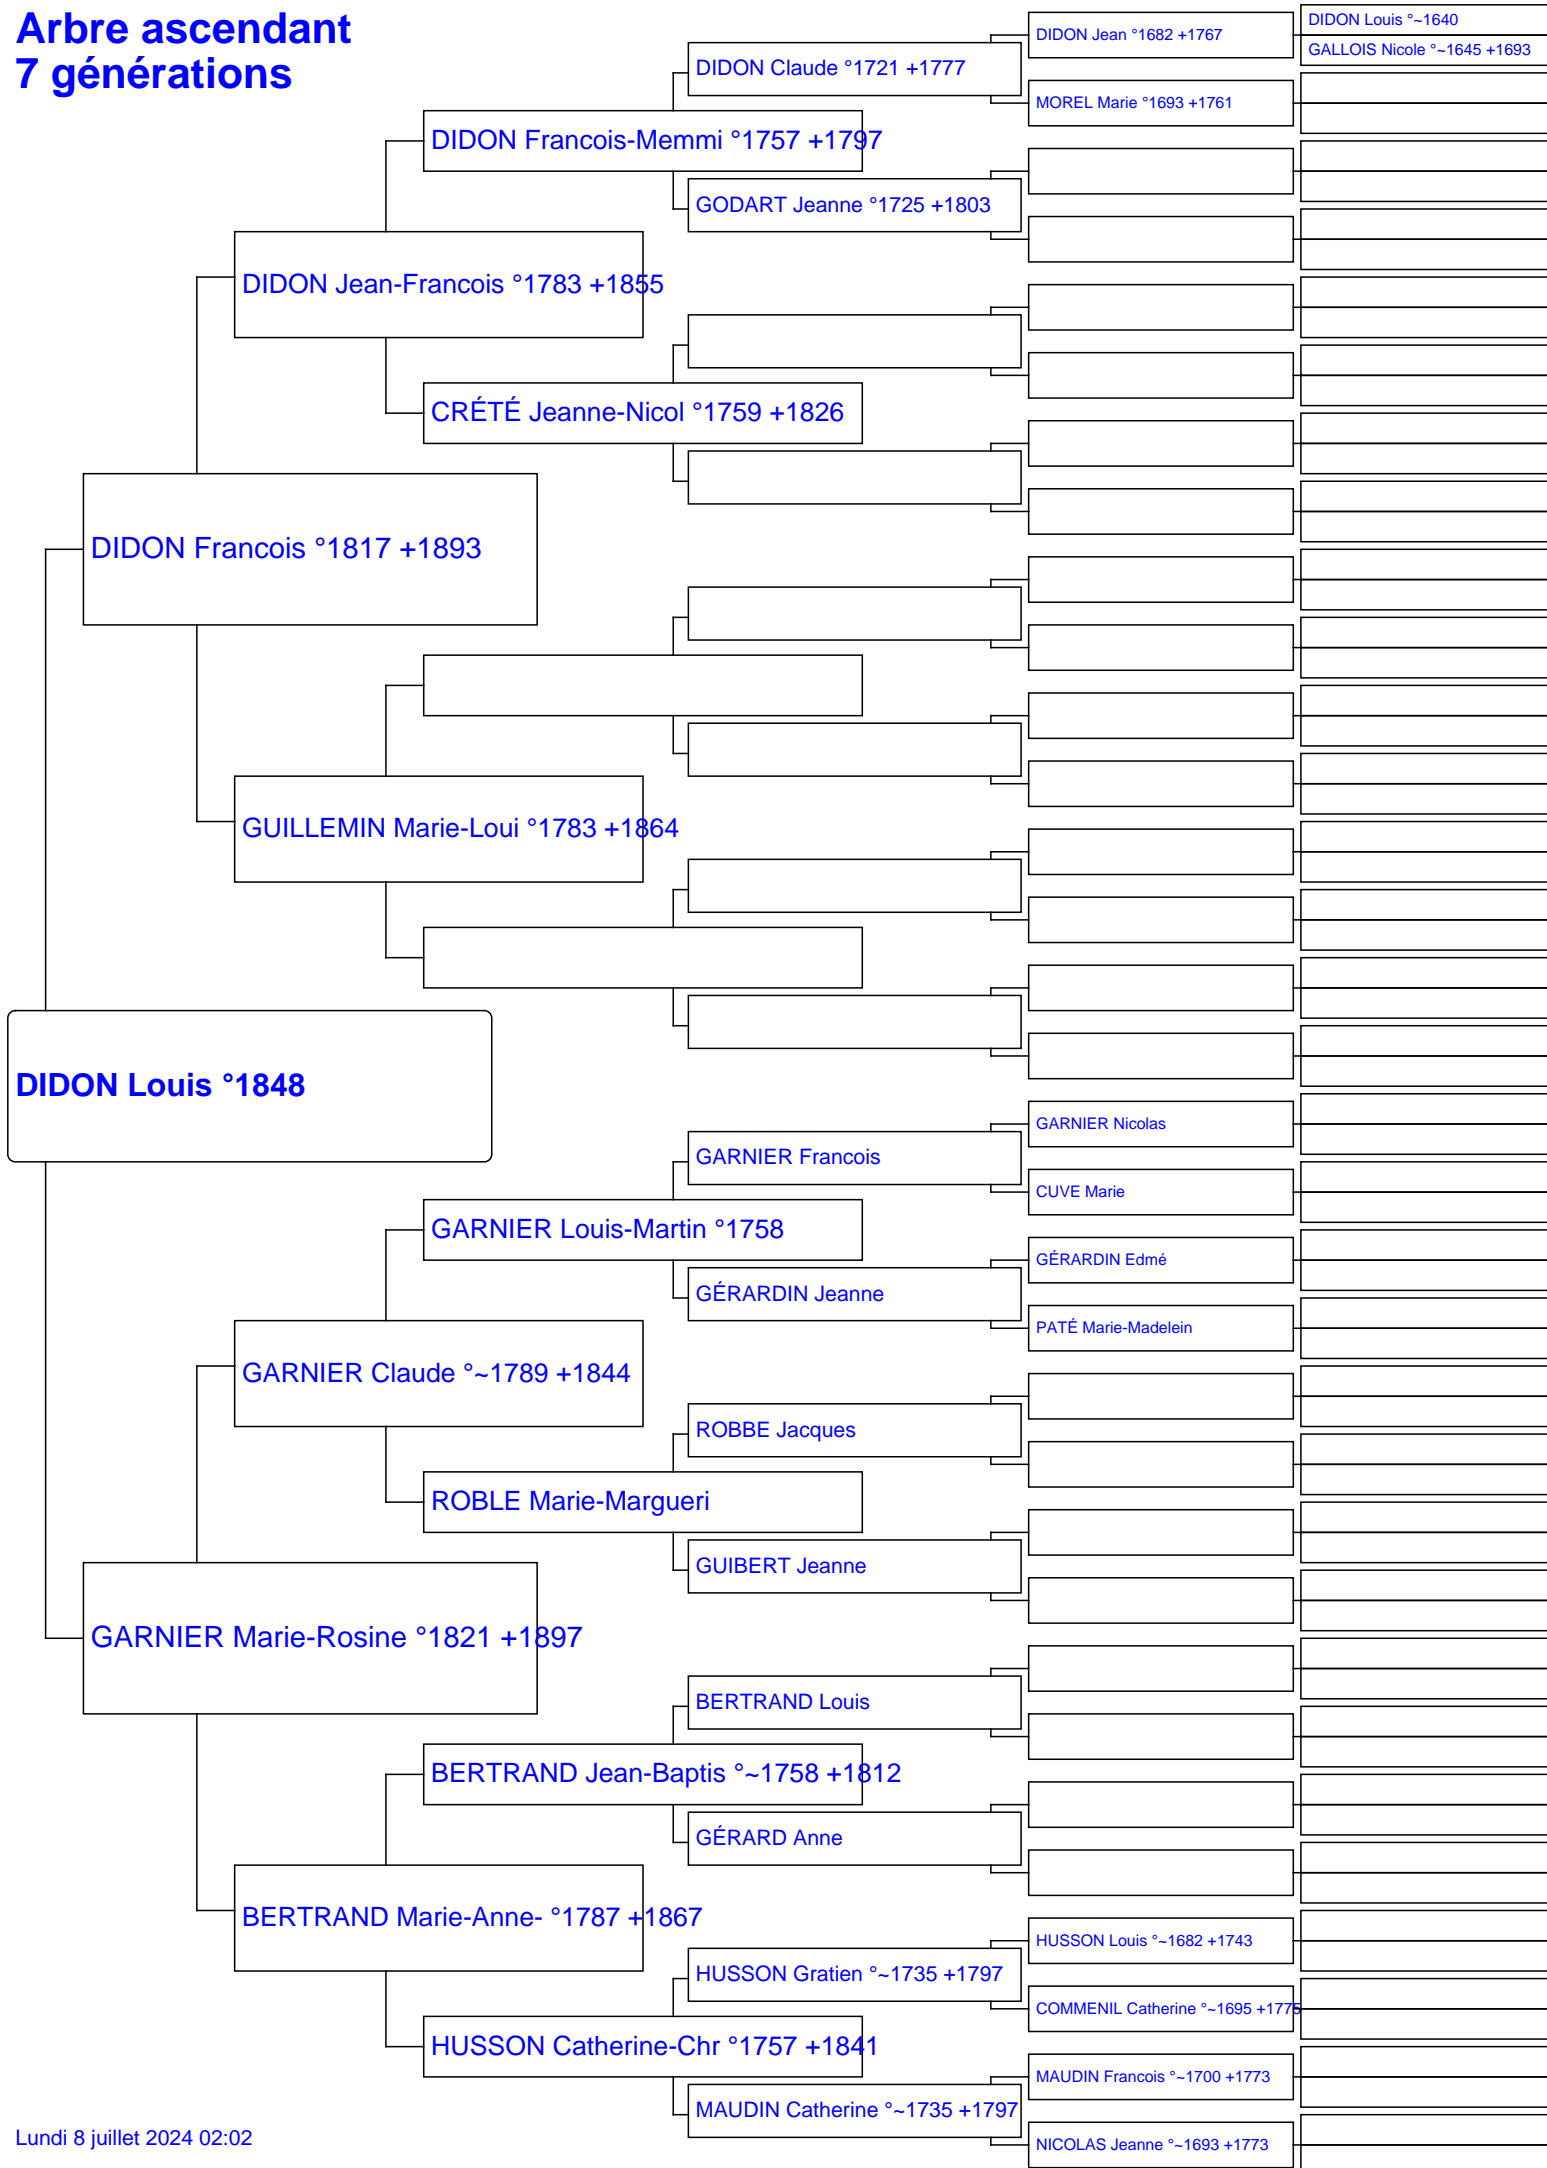 Arbre ascendant
7 générations
DIDON Louis °1848
DIDON Francois °1817 +1893
GARNIER Marie-Rosine °1821 +1897
DIDON Jean-Francois °1783 +1855
GUILLEMIN Marie-Loui °1783 +1864
GARNIER Claude °~1789 +1844
BERTRAND Marie-Anne- °1787 +1867
DIDON Francois-Memmi °1757 +1797
CRÉTÉ Jeanne-Nicol °1759 +1826
GARNIER Louis-Martin °1758
ROBLE Marie-Margueri
BERTRAND Jean-Baptis °~1758 +1812
HUSSON Catherine-Chr °1757 +1841
DIDON Claude °1721 +1777
GODART Jeanne °1725 +1803
GARNIER Francois
GÉRARDIN Jeanne
ROBBE Jacques
GUIBERT Jeanne
BERTRAND Louis
GÉRARD Anne
HUSSON Gratien °~1735 +1797
MAUDIN Catherine °~1735 +1797
DIDON Jean °1682 +1767
MOREL Marie °1693 +1761
GARNIER Nicolas
CUVE Marie
GÉRARDIN Edmé
PATÉ Marie-Madelein
HUSSON Louis °~1682 +1743
COMMENIL Catherine °~1695 +1775
MAUDIN Francois °~1700 +1773
NICOLAS Jeanne °~1693 +1773
DIDON Louis °~1640
GALLOIS Nicole °~1645 +1693
Lundi 8 juillet 2024 02:02